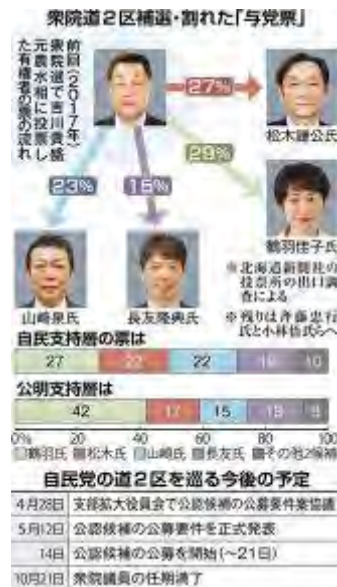 衆院道2区補選・割れた「与党票」
前回(2017年)
衆院選で吉川貴盛
元農水相に投票し
た有権者の票の流れ
27%
松木謙公氏
29%
鶴羽佳子氏
23%
15%
山崎泉氏
長友隆典氏
※北海道新聞社の
投票所の出口調
査による
※残りは斉藤忠行
氏と小林悟氏らへ
自民支持層の票は
27 22 22 19 10
公明支持層は
42 17 15 19
0% 20 40 60 80 100
鶴羽氏 松木氏 山崎氏 長友氏 その他2候補
自民党の道2区を巡る今後の予定
4月28日 支部拡大役員会で公認候補の公募要件案協議
5月12日 公認候補の公募要件を正式発表
14日 公認候補の公募を開始(~21日)
10月21日 衆院議員の任期満了